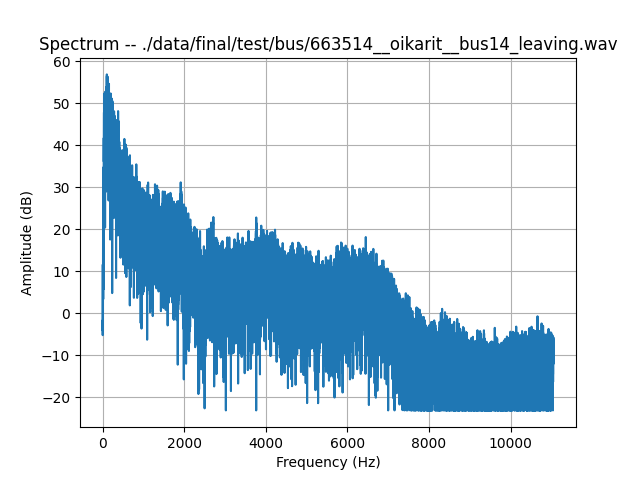 Spectrum -- ./data/final/test/bus/663514__oikarit__bus14_leaving.wav
60
50
40
30
20
10
0
−10
−20
Amplitude (dB)
0 2000 4000 6000 8000 10000
Frequency (Hz)